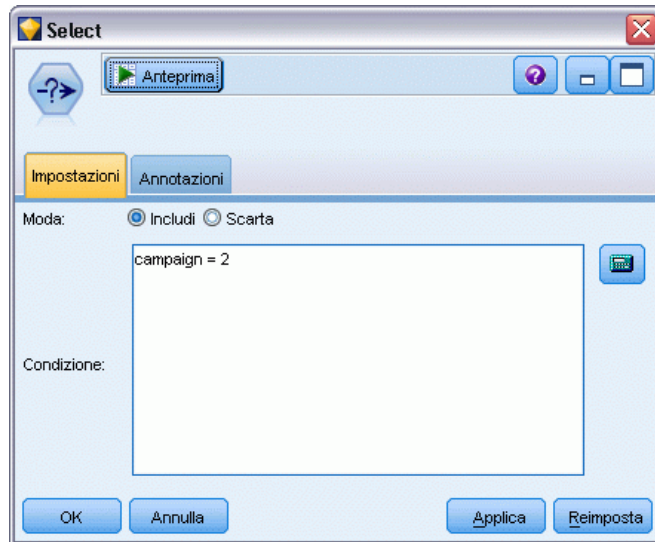 Select
Anteprima
Impostazioni Annotazioni
Moda: Includi Scarta
campaign = 2
Condizione:
OK Annulla Applica Reimposta